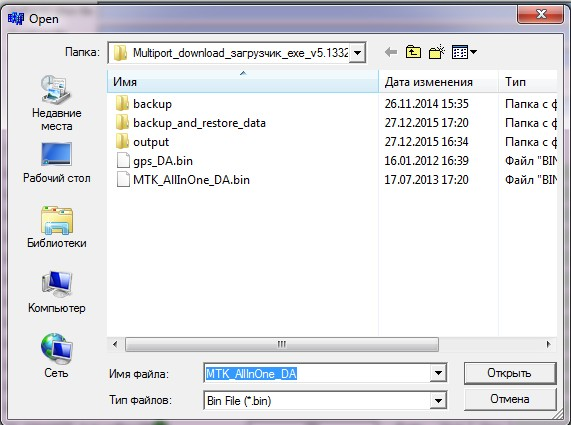 Open
Папка: Multiport_download_загрузчик_exe_v5.1332
Имя Дата изменения Тип
backup 26.11.2014 15:35 Папка с ф
backup_and_restore_data 27.12.2015 17:20 Папка с ф
output 27.12.2015 16:34 Папка с ф
gps_DA.bin 16.01.2012 16:39 Файл "BIN
MTK_AllInOne_DA.bin 17.07.2013 17:20 Файл "BIN
Недавние
места
Рабочий стол
Библиотеки
Компьютер
Сеть
Имя файла: MTK_AllInOne_DA Открыть
Тип файлов: Bin File (*.bin) Отмена